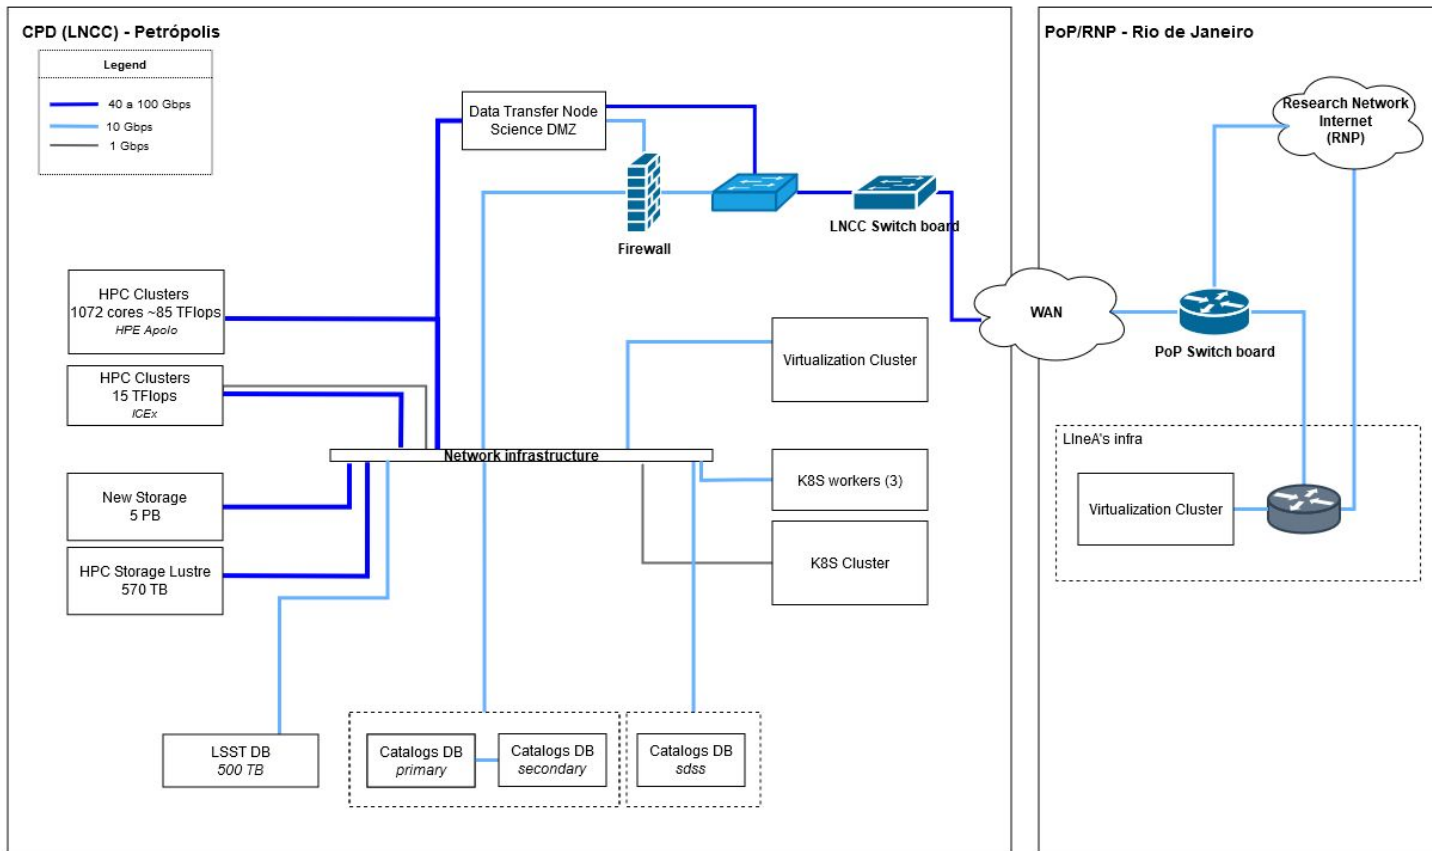 CPD (LNCC) - Petrópolis
Legend
40 a 100 Gbps
10 Gbps
1 Gbps
Data Transfer Node
Science DMZ
Firewall
LNCC Switch board
HPC Clusters
1072 cores ~85 TFlops
HPE Apolo
HPC Clusters
15 TFlops
ICEx
Network infrastructure
New Storage
5 PB
HPC Storage Lustre
570 TB
Virtualization Cluster
K8S workers (3)
K8S Cluster
LSST DB
500 TB
Catalogs DB
primary
Catalogs DB
secondary
Catalogs DB
sdss
WAN
PoP/RNP - Rio de Janeiro
Research Network
Internet
(RNP)
PoP Switch board
LIneA's infra
Virtualization Cluster